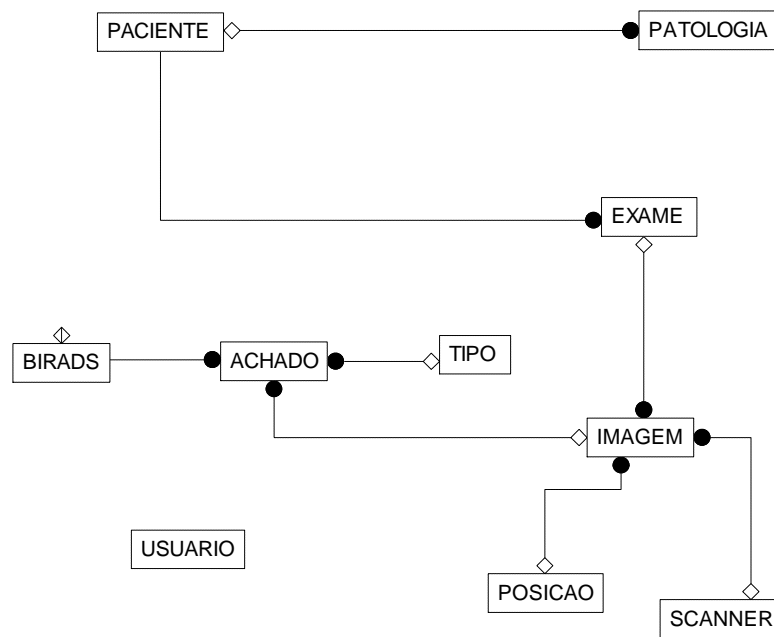 PACIENTE
PATOLOGIA
EXAME
BIRADS
ACHADO
TIPO
IMAGEM
USUARIO
POSICAO
SCANNER